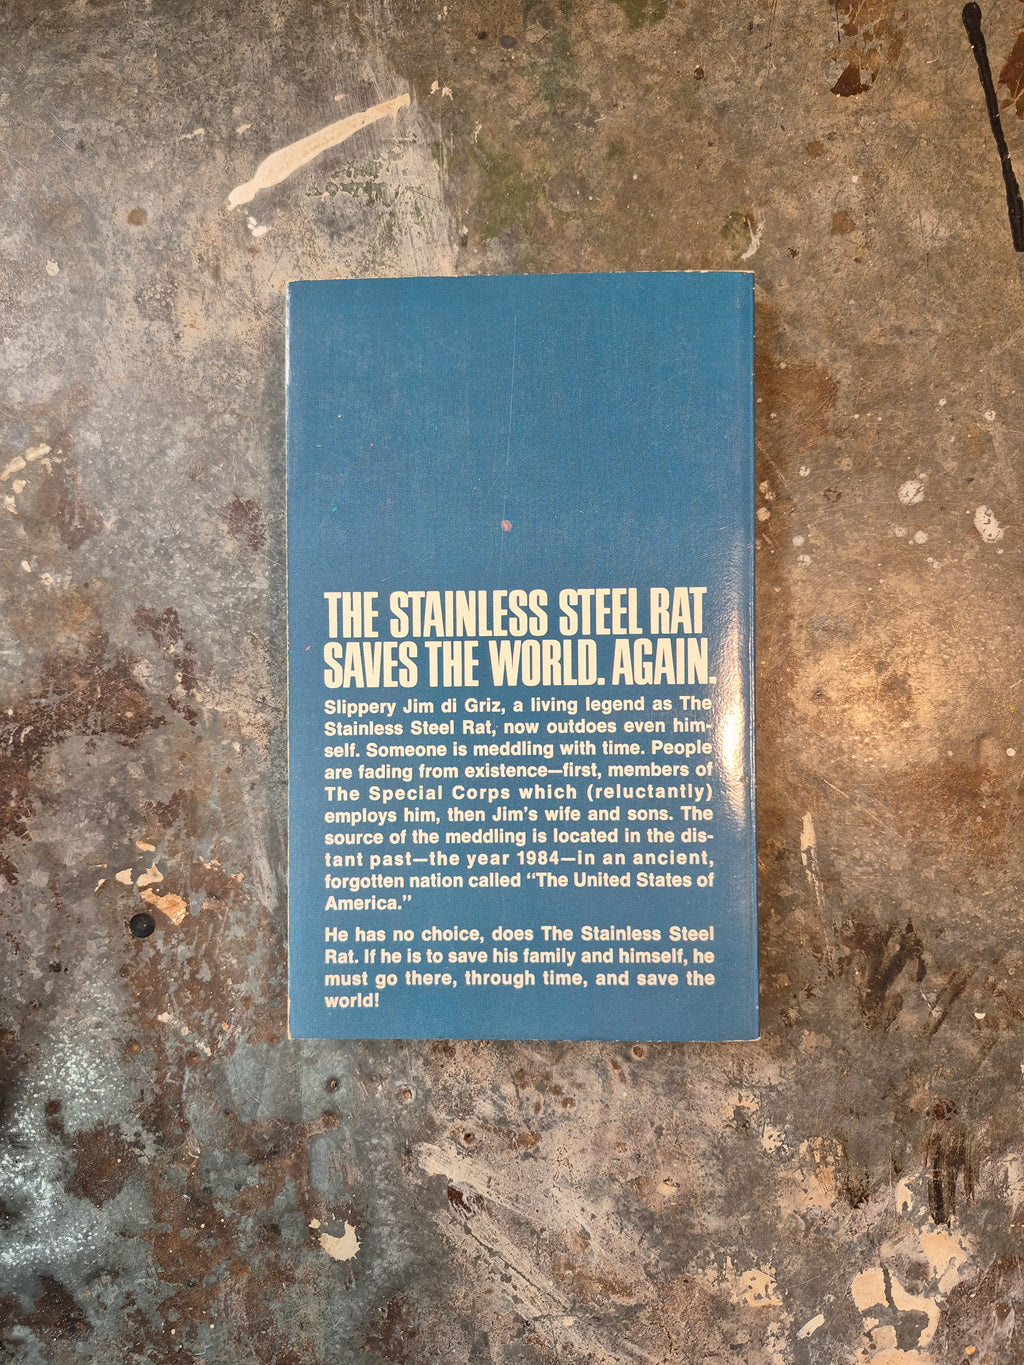 THE STAINLESS STEEL RAT
SAVES THE WORLD. AGAIN.
Slippery Jim di Griz, a living legend as The
Stainless Steel Rat, now outdoes even him-
self. Someone is meddling with time. People
are fading from existence—first, members of
The Special Corps which (reluctantly)
employs him, then Jim's wife and sons. The
source of the meddling is located in the dis-
tant past—the year 1984—in an ancient,
forgotten nation called “The United States of
America.”
He has no choice, does The Stainless Steel
Rat. If he is to save his family and himself, he
must go there, through time, and save the
world!